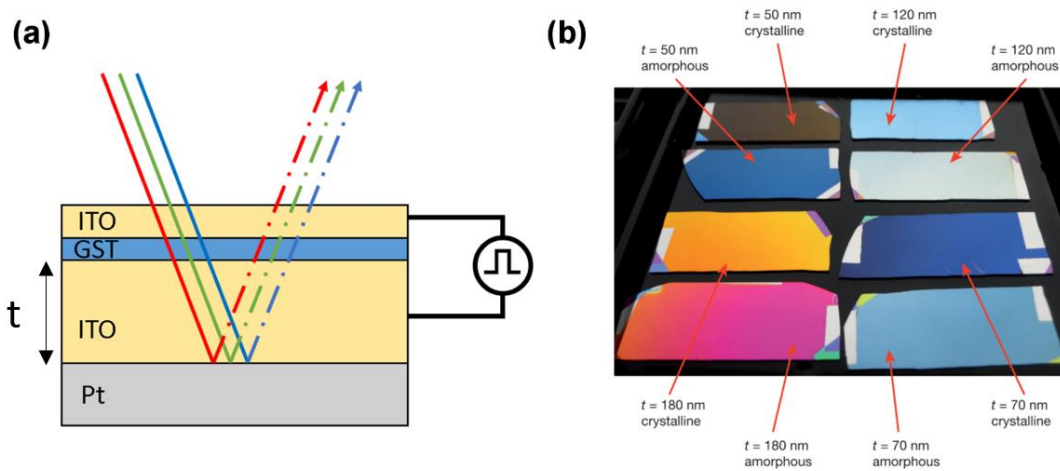 (a)
ITO
GST
t
ITO
Pt
(b)
t = 50 nm
crystalline
t = 120 nm
crystalline
t = 50 nm
amorphous
t = 120 nm
amorphous
t = 180 nm
crystalline
t = 70 nm
crystalline
t = 180 nm
amorphous
t = 70 nm
amorphous